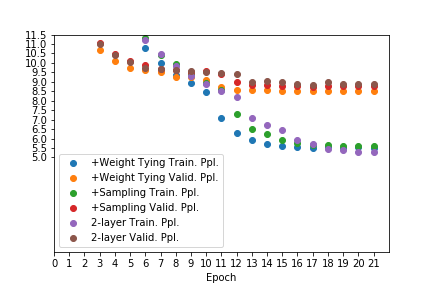 11.5
11.0
10.5
10.0
9.5
9.0
8.5
8.0
7.5
7.0
6.5
6.0
5.5
5.0
+Weight Tying Train. Ppl.
+Weight Tying Valid. Ppl.
+Sampling Train. Ppl.
+Sampling Valid. Ppl.
2-layer Train. Ppl.
2-layer Valid. Ppl.
0 1 2 3 4 5 6 7 8 9 10 11 12 13 14 15 16 17 18 19 20 21
Epoch